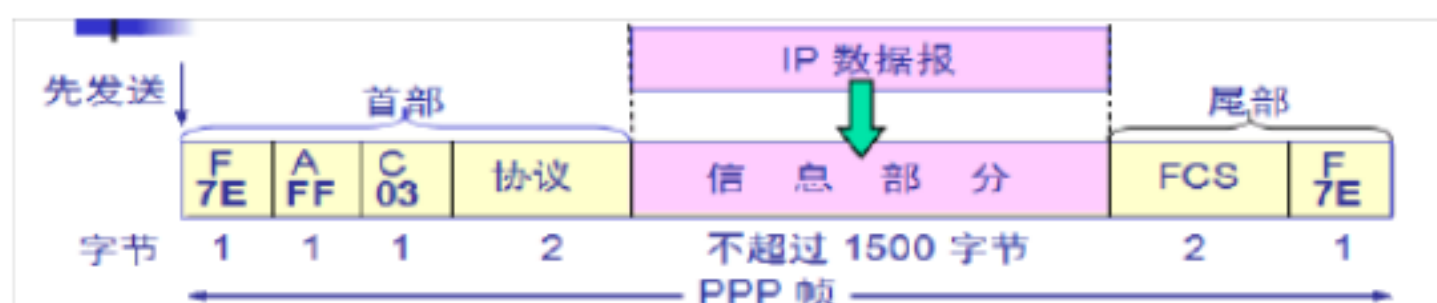 IP 数据报
先发送
首部
尾部
F A C 协议 信 息 部 分 FCS F
7E FF 03 7E
字节 1 1 1 2 不超过 1500 字节 2 1
PPP 帧